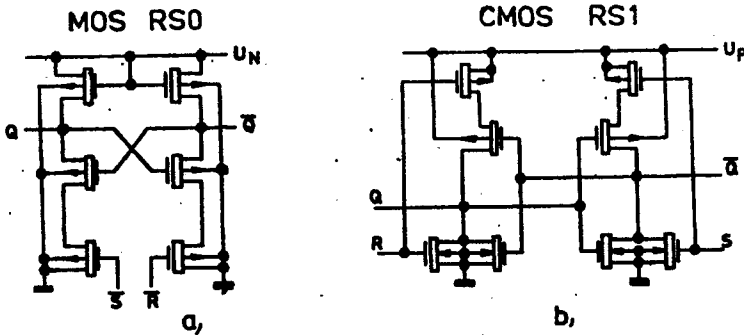 MOS RS0
CMOS RS1
U_N
U_P
Q
Q̅
Q̅
Q
R
S
S̅
R̅
a,
b,